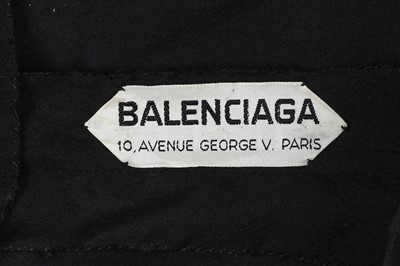 BALENCIAGA
10, AVENUE GEORGE V. PARIS